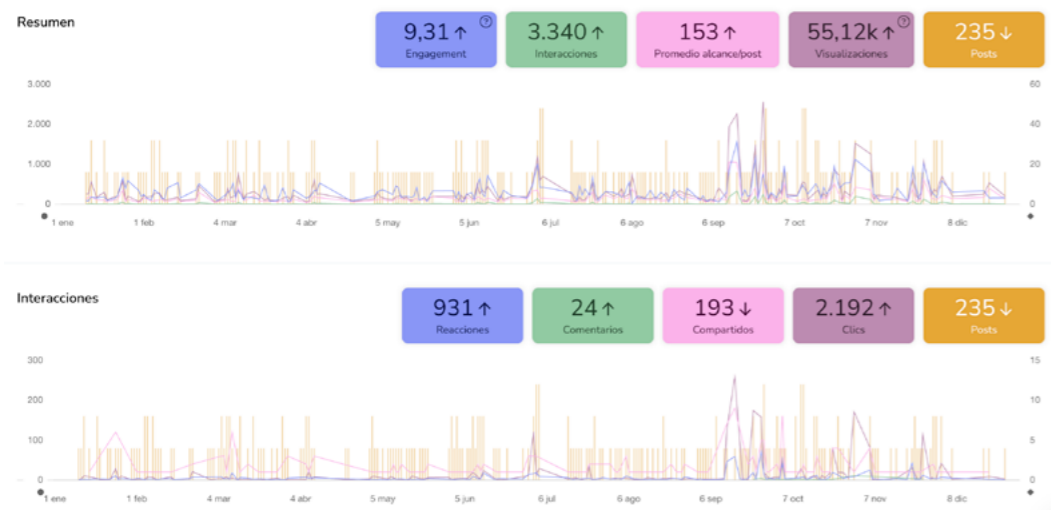 Resumen
9,31 ↑ ?
Engagement
3.340 ↑
Interacciones
153 ↑
Promedio alcance/post
55,12k ↑ ?
Visualizaciones
235 ↓
Posts
3.000 60
2.000 40
1.000 20
0 0
1 ene 1 feb 4 mar 4 abr 5 may 5 jun 6 jul 6 ago 6 sep 7 oct 7 nov 8 dic
Interacciones
931 ↑
Reacciones
24 ↑
Comentarios
193 ↓
Compartidos
2.192 ↑
Clics
235 ↓
Posts
300 15
200 10
100 5
0 0
1 ene 1 feb 4 mar 4 abr 5 may 5 jun 6 jul 6 ago 6 sep 7 oct 7 nov 8 dic